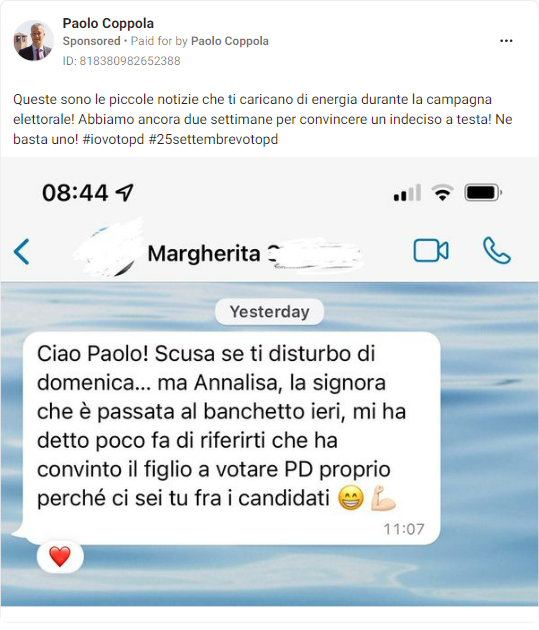 Paolo Coppola
Sponsored • Paid for by Paolo Coppola
ID: 818380982652388
Queste sono le piccole notizie che ti caricano di energia durante la campagna
elettorale! Abbiamo ancora due settimane per convincere un indeciso a testa! Ne
basta uno! #iovotopd #25settembrevotopd
08:44
Margherita
Yesterday
Ciao Paolo! Scusa se ti disturbo di
domenica... ma Annalisa, la signora
che è passata al banchetto ieri, mi ha
detto poco fa di riferirti che ha
convinto il figlio a votare PD proprio
perché ci sei tu fra i candidati 😁 💪🏻
11:07